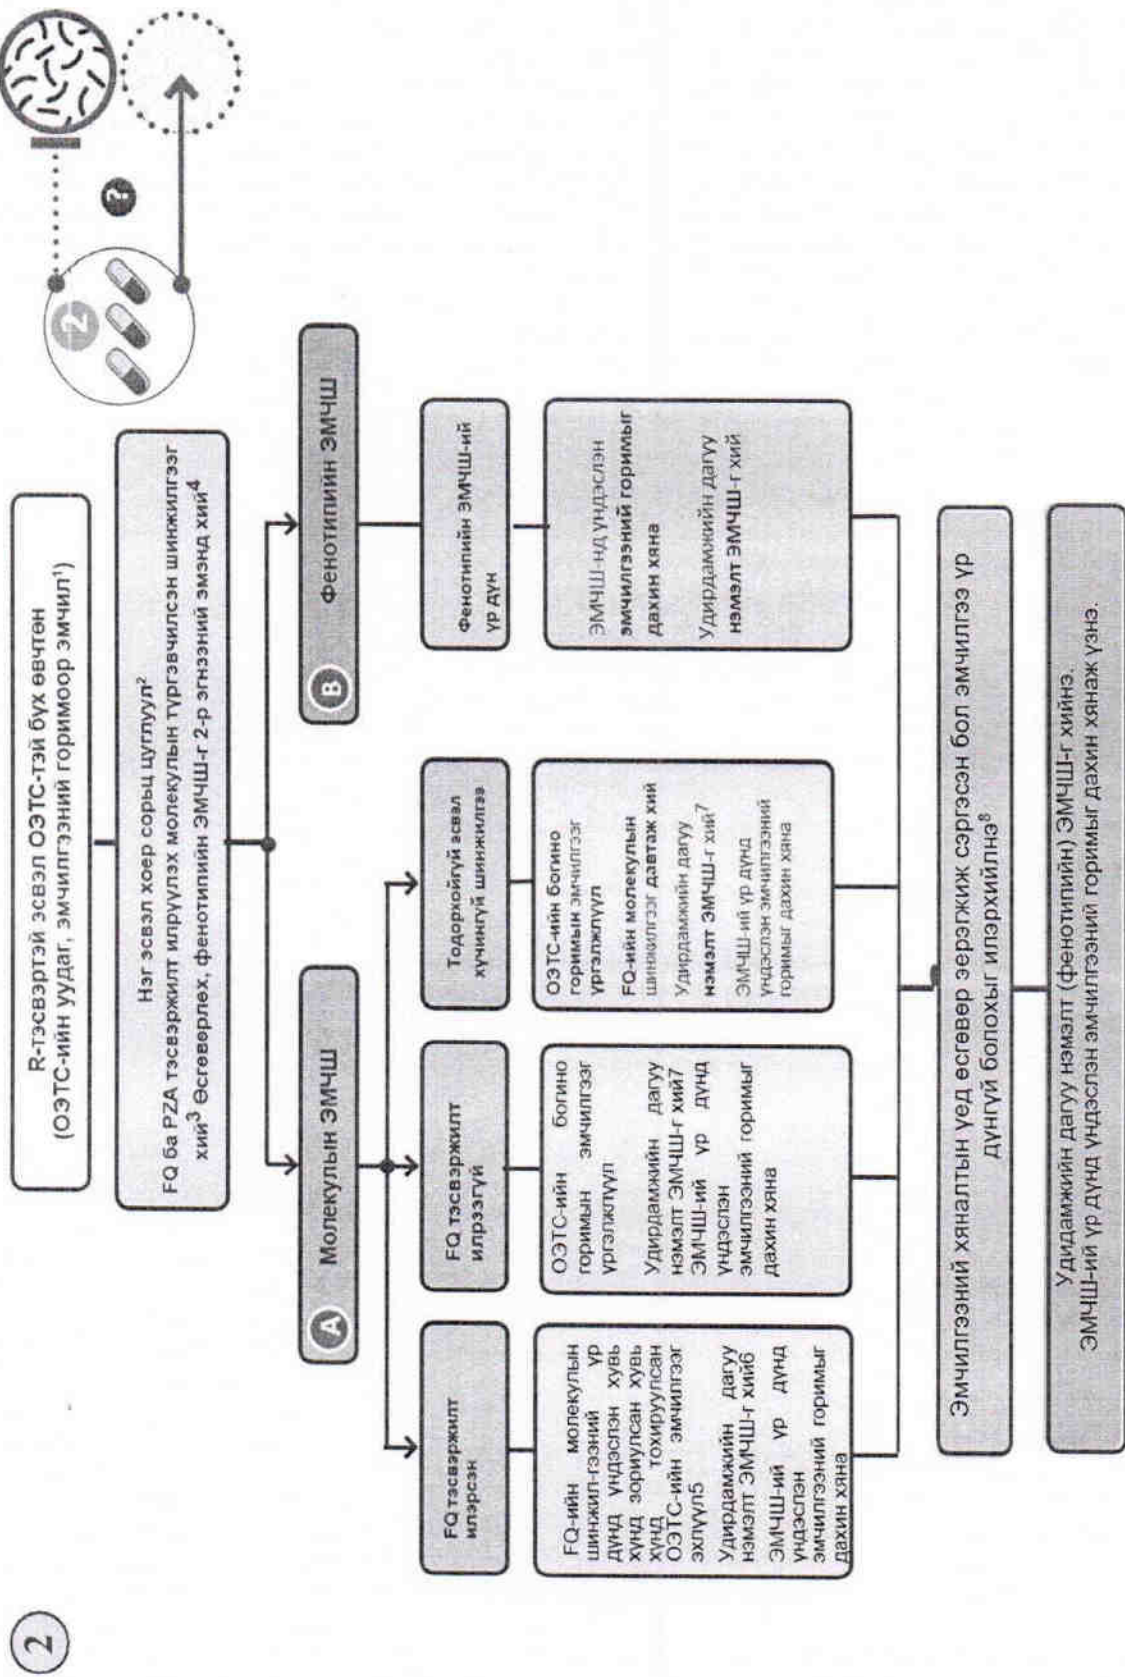 2
2
?
R-тэсвэртэй эсвэл ОЭТС-тэй бүх өвчтөн
(ОЭТС-ийн уудаг, эмчилгээний горимоор эмчил¹)
Нэг эсвэл хоер сорьц цуглуул²
FQ ба PZA тэсвэржилт илрүүлэх молекулын түргэвчилсэн шинжилгээг
хий³ Өсгөвөрлөх, фенотипийн ЭМЧШ-г 2-р эгнээний эмэнд хий⁴
A Молекулын ЭМЧШ
B Фенотипийн ЭМЧШ
FQ тэсвэржилт
илэрсэн
FQ-ийн молекулын
шинжил-гээний үр
дүнд үндэслэн хувь
хүнд зориулсан хувь
хүнд тохируулсан
ОЭТС-ийн эмчилгээг
эхлүүл5
Удирдамжийн дагуу
нэмэлт ЭМЧШ-г хий6
ЭМЧШ-ий үр дүнд
үндэслэн
эмчилгээний горимыг
дахин хяна
FQ тэсвэржилт
илрээгүй
ОЭТС-ийн богино
горимын эмчилгээг
үргэлжлүүл
Удирдамжийн дагуу
нэмэлт ЭМЧШ-г хий7
ЭМЧШ-ий үр дүнд
үндэслэн
эмчилгээний горимыг
дахин хяна
Тодорхойгүй эсвэл
хүчингүй шинжилгээ
ОЭТС-ийн богино
горимын эмчилгээг
үргэлжлүүл
FQ-ийн молекулын
шинжилгээг давтаж хий
Удирдамжийн дагуу
нэмэлт ЭМЧШ-г хий⁷
ЭМЧШ-ий үр дүнд
үндэслэн эмчилгээний
горимыг дахин хяна
Фенотипийн ЭМЧШ-ий
үр дүн
ЭМЧШ-нд үндэслэн
эмчилгээний горимыг
дахин хяна
Удирдамжийн дагуу
нэмэлт ЭМЧШ-г хий
Эмчилгээний хяналтын үед өсгөвөр эерэгжиж сэргэсэн бол эмчилгээ үр
дүнгүй болохыг илэрхийлнэ⁸
Удидамжийн дагуу нэмэлт (фенотипийн) ЭМЧШ-г хийнэ.
ЭМЧШ-ий үр дүнд үндэслэн эмчилгээний горимыг дахин хянаж үзнэ.